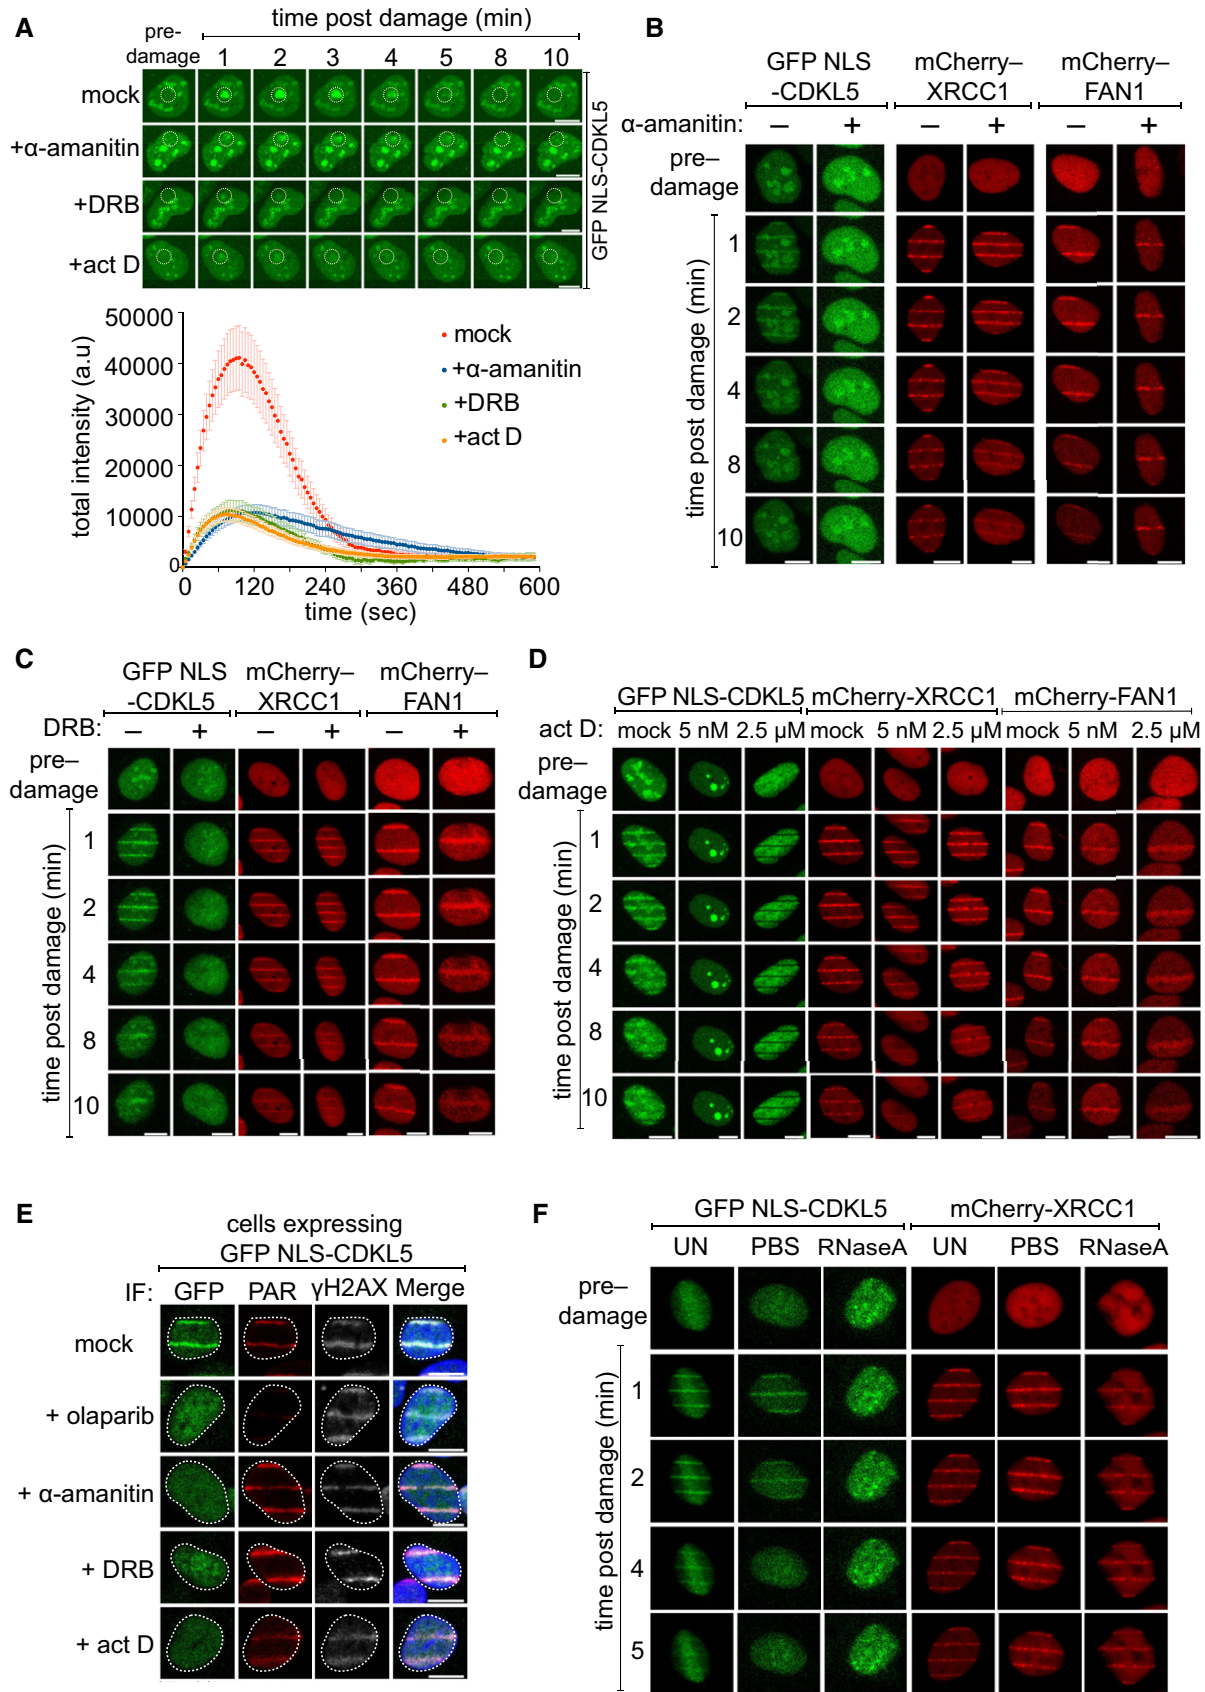 A
time post damage (min)
pre-
damage
1 2 3 4 5 8 10
mock
+α-amanitin
+DRB
+act D
GFP NLS-CDKL5
50000
40000
30000
20000
10000
0
total intensity (a.u)
mock
+α-amanitin
+DRB
+act D
0 120 240 360 480 600
time (sec)
B
GFP NLS
-CDKL5
mCherry–
XRCC1
mCherry–
FAN1
α-amanitin: – + – + – +
pre–
damage
1
2
4
8
10
time post damage (min)
C
GFP NLS
-CDKL5
mCherry–
XRCC1
mCherry–
FAN1
DRB: – + – + – +
pre–
damage
1
2
4
8
10
time post damage (min)
D
GFP NLS-CDKL5 mCherry-XRCC1 mCherry-FAN1
act D: mock 5 nM 2.5 µM mock 5 nM 2.5 µM mock 5 nM 2.5 µM
pre–
damage
1
2
4
8
10
time post damage (min)
E
cells expressing
GFP NLS-CDKL5
IF: GFP PAR γH2AX Merge
mock
+ olaparib
+ α-amanitin
+ DRB
+ act D
F
GFP NLS-CDKL5 mCherry-XRCC1
UN PBS RNaseA UN PBS RNaseA
pre–
damage
1
2
4
5
time post damage (min)